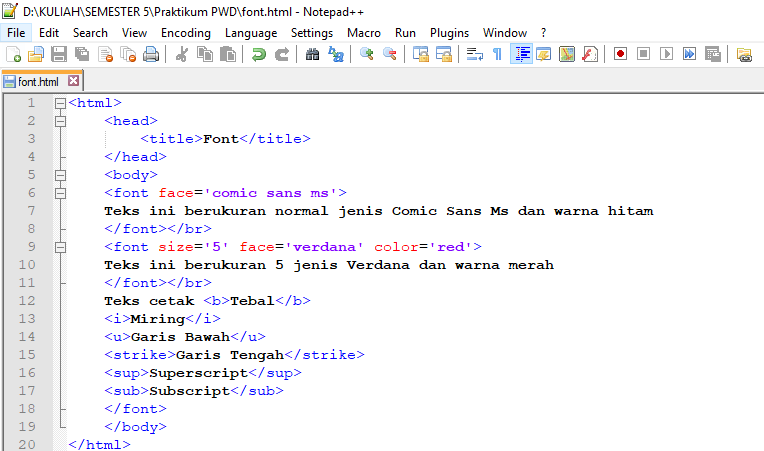 D:\KULIAH\SEMESTER 5\Praktikum PWD\font.html - Notepad++
File Edit Search View Encoding Language Settings Macro Run Plugins Window ?
font.html
1 <html>
2 <head>
3 <title>Font</title>
4 </head>
5 <body>
6 <font face='comic sans ms'>
7 Teks ini berukuran normal jenis Comic Sans Ms dan warna hitam
8 </font></br>
9 <font size='5' face='verdana' color='red'>
10 Teks ini berukuran 5 jenis Verdana dan warna merah
11 </font></br>
12 Teks cetak <b>Tebal</b>
13 <i>Miring</i>
14 <u>Garis Bawah</u>
15 <strike>Garis Tengah</strike>
16 <sup>Superscript</sup>
17 <sub>Subscript</sub>
18 </font>
19 </body>
20 </html>